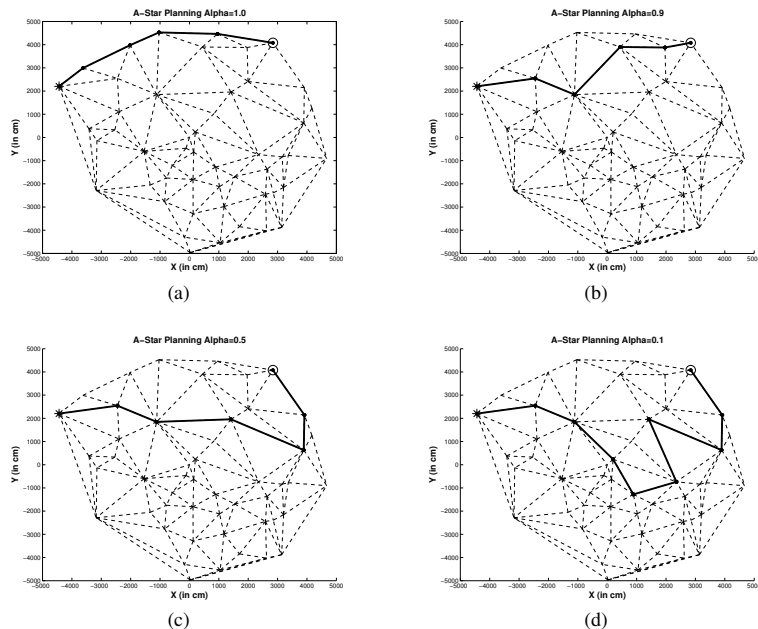 A-Star Planning Alpha=1.0
5000
4000
3000
2000
1000
0
−1000
−2000
−3000
−4000
−5000
Y (in cm)
−5000 −4000 −3000 −2000 −1000 0 1000 2000 3000 4000 5000
X (in cm)
(a)
A-Star Planning Alpha=0.9
5000
4000
3000
2000
1000
0
−1000
−2000
−3000
−4000
−5000
Y (in cm)
−5000 −4000 −3000 −2000 −1000 0 1000 2000 3000 4000 500
X (in cm)
(b)
A-Star Planning Alpha=0.5
5000
4000
3000
2000
1000
0
−1000
−2000
−3000
−4000
−5000
Y (in cm)
−5000 −4000 −3000 −2000 −1000 0 1000 2000 3000 4000 5000
X (in cm)
(c)
A-Star Planning Alpha=0.1
5000
4000
3000
2000
1000
0
−1000
−2000
−3000
−4000
−5000
Y (in cm)
−5000 −4000 −3000 −2000 −1000 0 1000 2000 3000 4000 500
X (in cm)
(d)